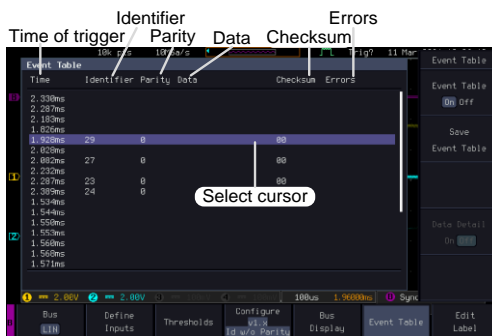 Identifier Errors
Time of trigger Parity Data Checksum
10k pts 10MSa/s Trig? 11 Mar
Event Table Event Table
Time Identifier Parity Data Checksum Errors
Event Table
On Off
2.330ms
2.287ms
2.183ms
1.826ms
1.928ms 29 0 00
2.028ms
2.082ms 27 0 00
2.232ms
2.287ms 23 0 00
2.389ms 24 0
1.534ms
1.544ms
1.550ms
1.553ms
1.560ms
1.568ms
1.571ms
Select cursor
Save
Event Table
Data Detail
On
1 2.00V 2 2.00V 100us 1.96000ms Sync
Bus
LIN
Define
Inputs
Thresholds
Configure
V1.x
Id w/o Parity
Bus
Display
Event Table
Edit
Label